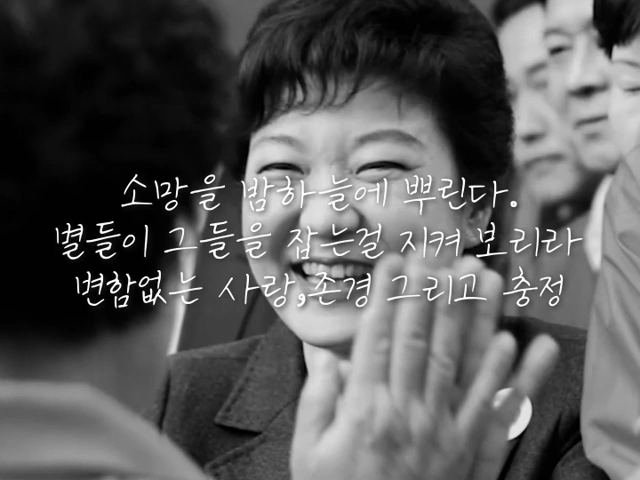 소망을 밤하늘에 뿌린다.
별들이 그들을 잡는걸 지켜 보리라
변함없는 사랑,존경 그리고 충정